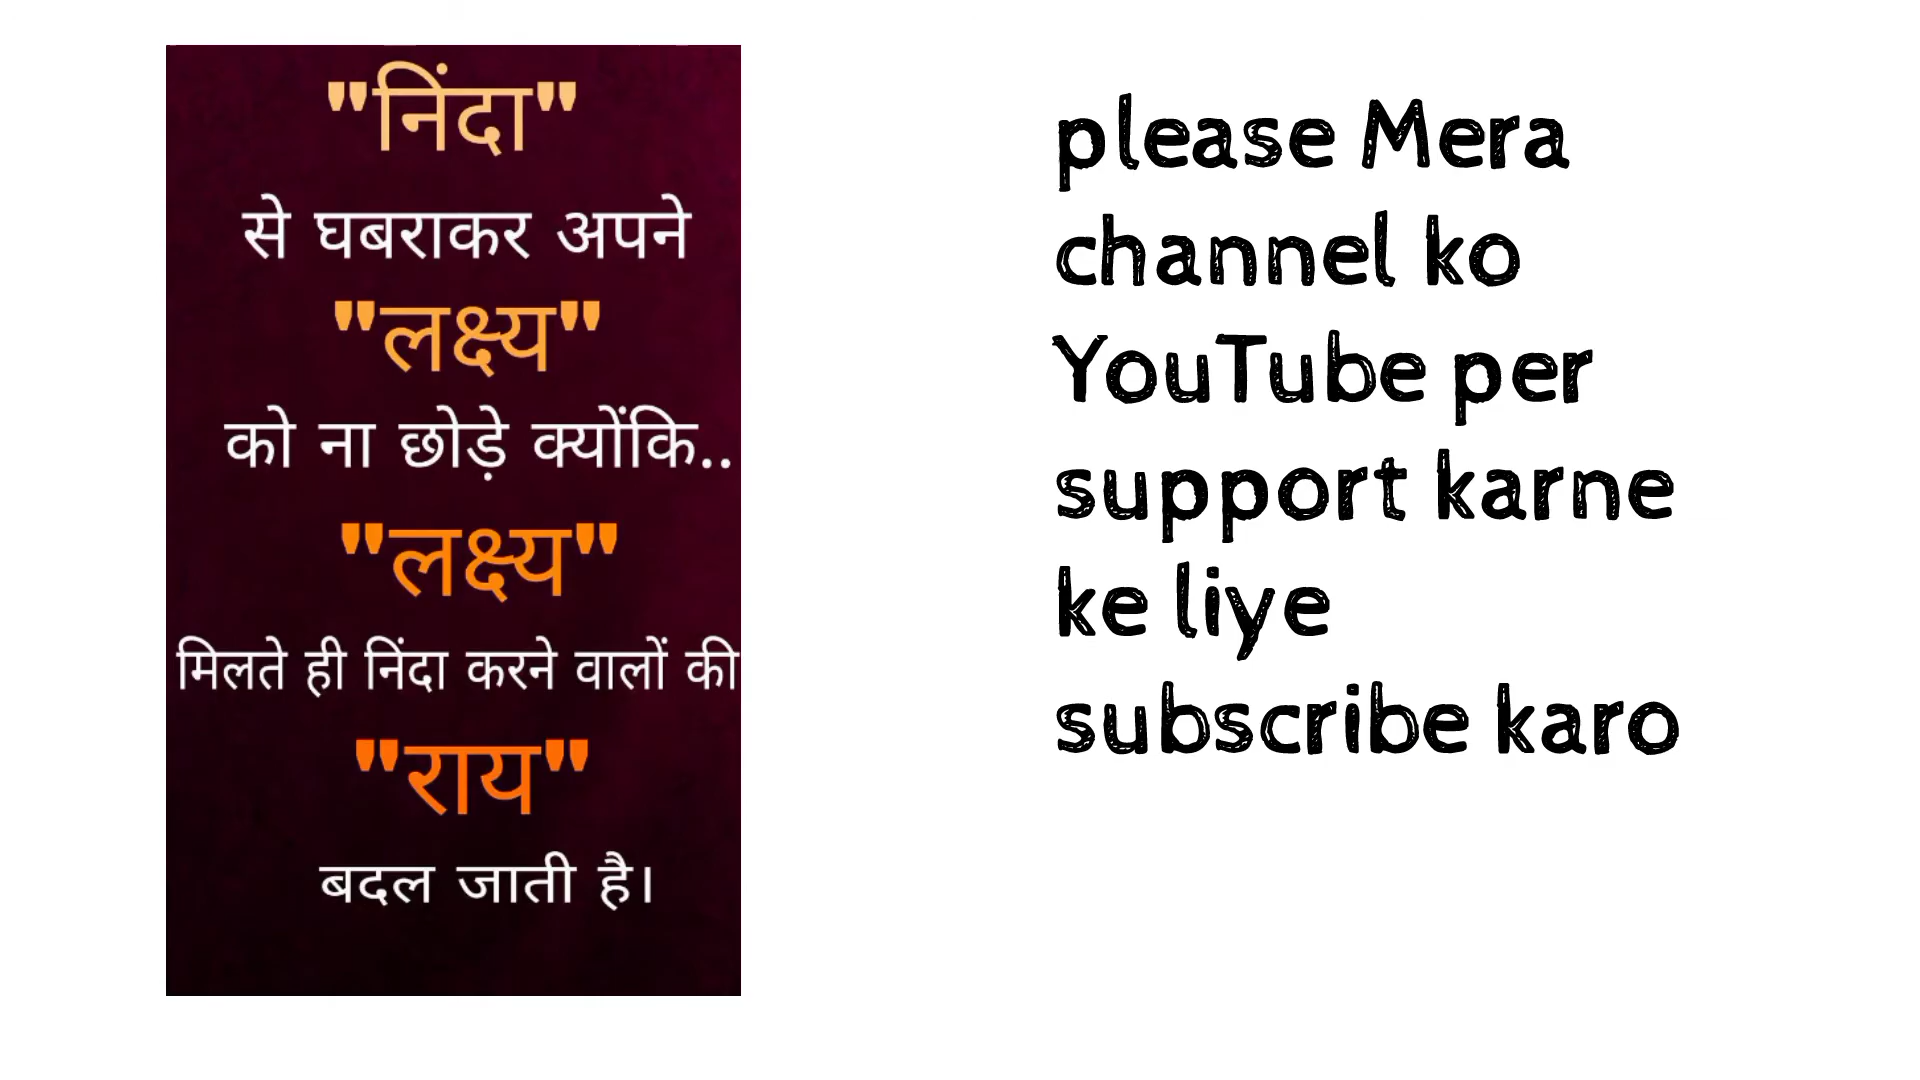 "निंदा"
से घबराकर अपने
"लक्ष्य"
को ना छोड़े क्योंकि..
"लक्ष्य"
मिलते ही निंदा करने वालों की
"राय"
बदल जाती है।
please Mera
channel ko
YouTube per
support karne
ke liye
subscribe karo